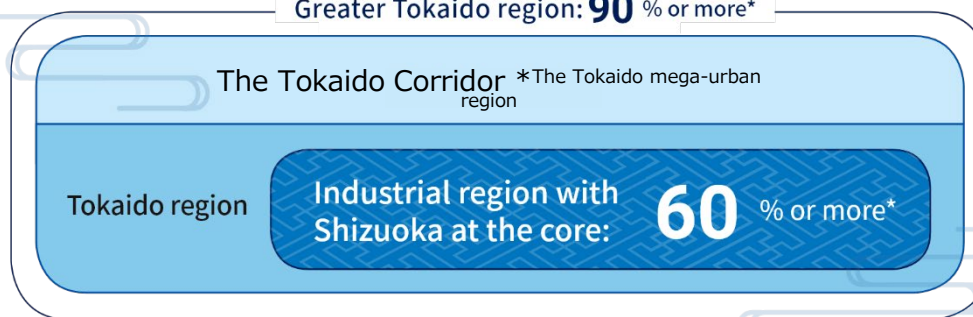 Greater Tokaido region: 90 % or more*
The Tokaido Corridor *The Tokaido mega-urban
region
Tokaido region
Industrial region with
Shizuoka at the core:
60 % or more*